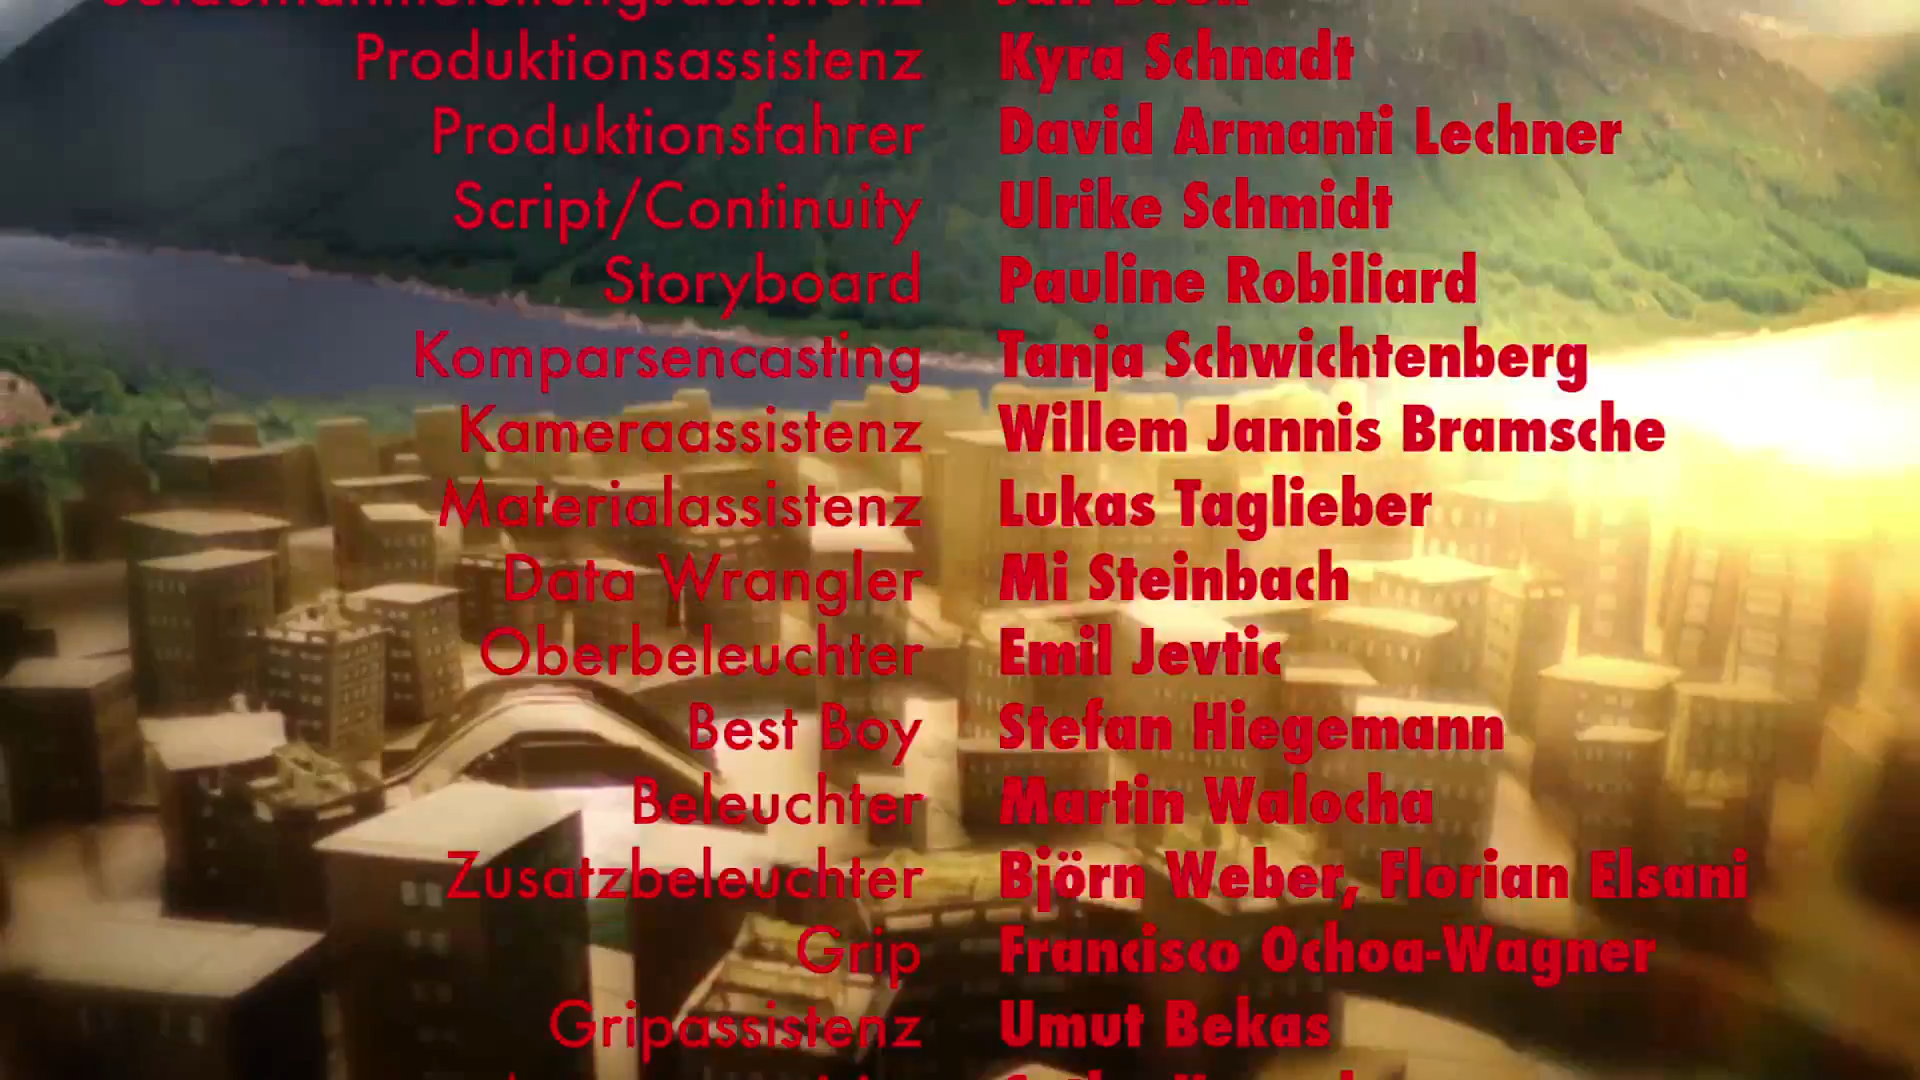 Produktionsassistenz Kyra Schnadt
Produktionsfahrer David Armanti Lechner
Script/Continuity Ulrike Schmidt
Storyboard Pauline Robiliard
Komparsencasting Tanja Schwichtenberg
Kameraassistenz Willem Jannis Bramsche
Materialassistenz Lukas Taglieber
Data Wrangler Mi Steinbach
Oberbeleuchter Emil Jevtic
Best Boy Stefan Hiegemann
Beleuchter Martin Walocha
Zusatzbeleuchter Björn Weber, Florian Elsani
Grip Francisco Ochoa-Wagner
Gripassistenz Umut Bekas